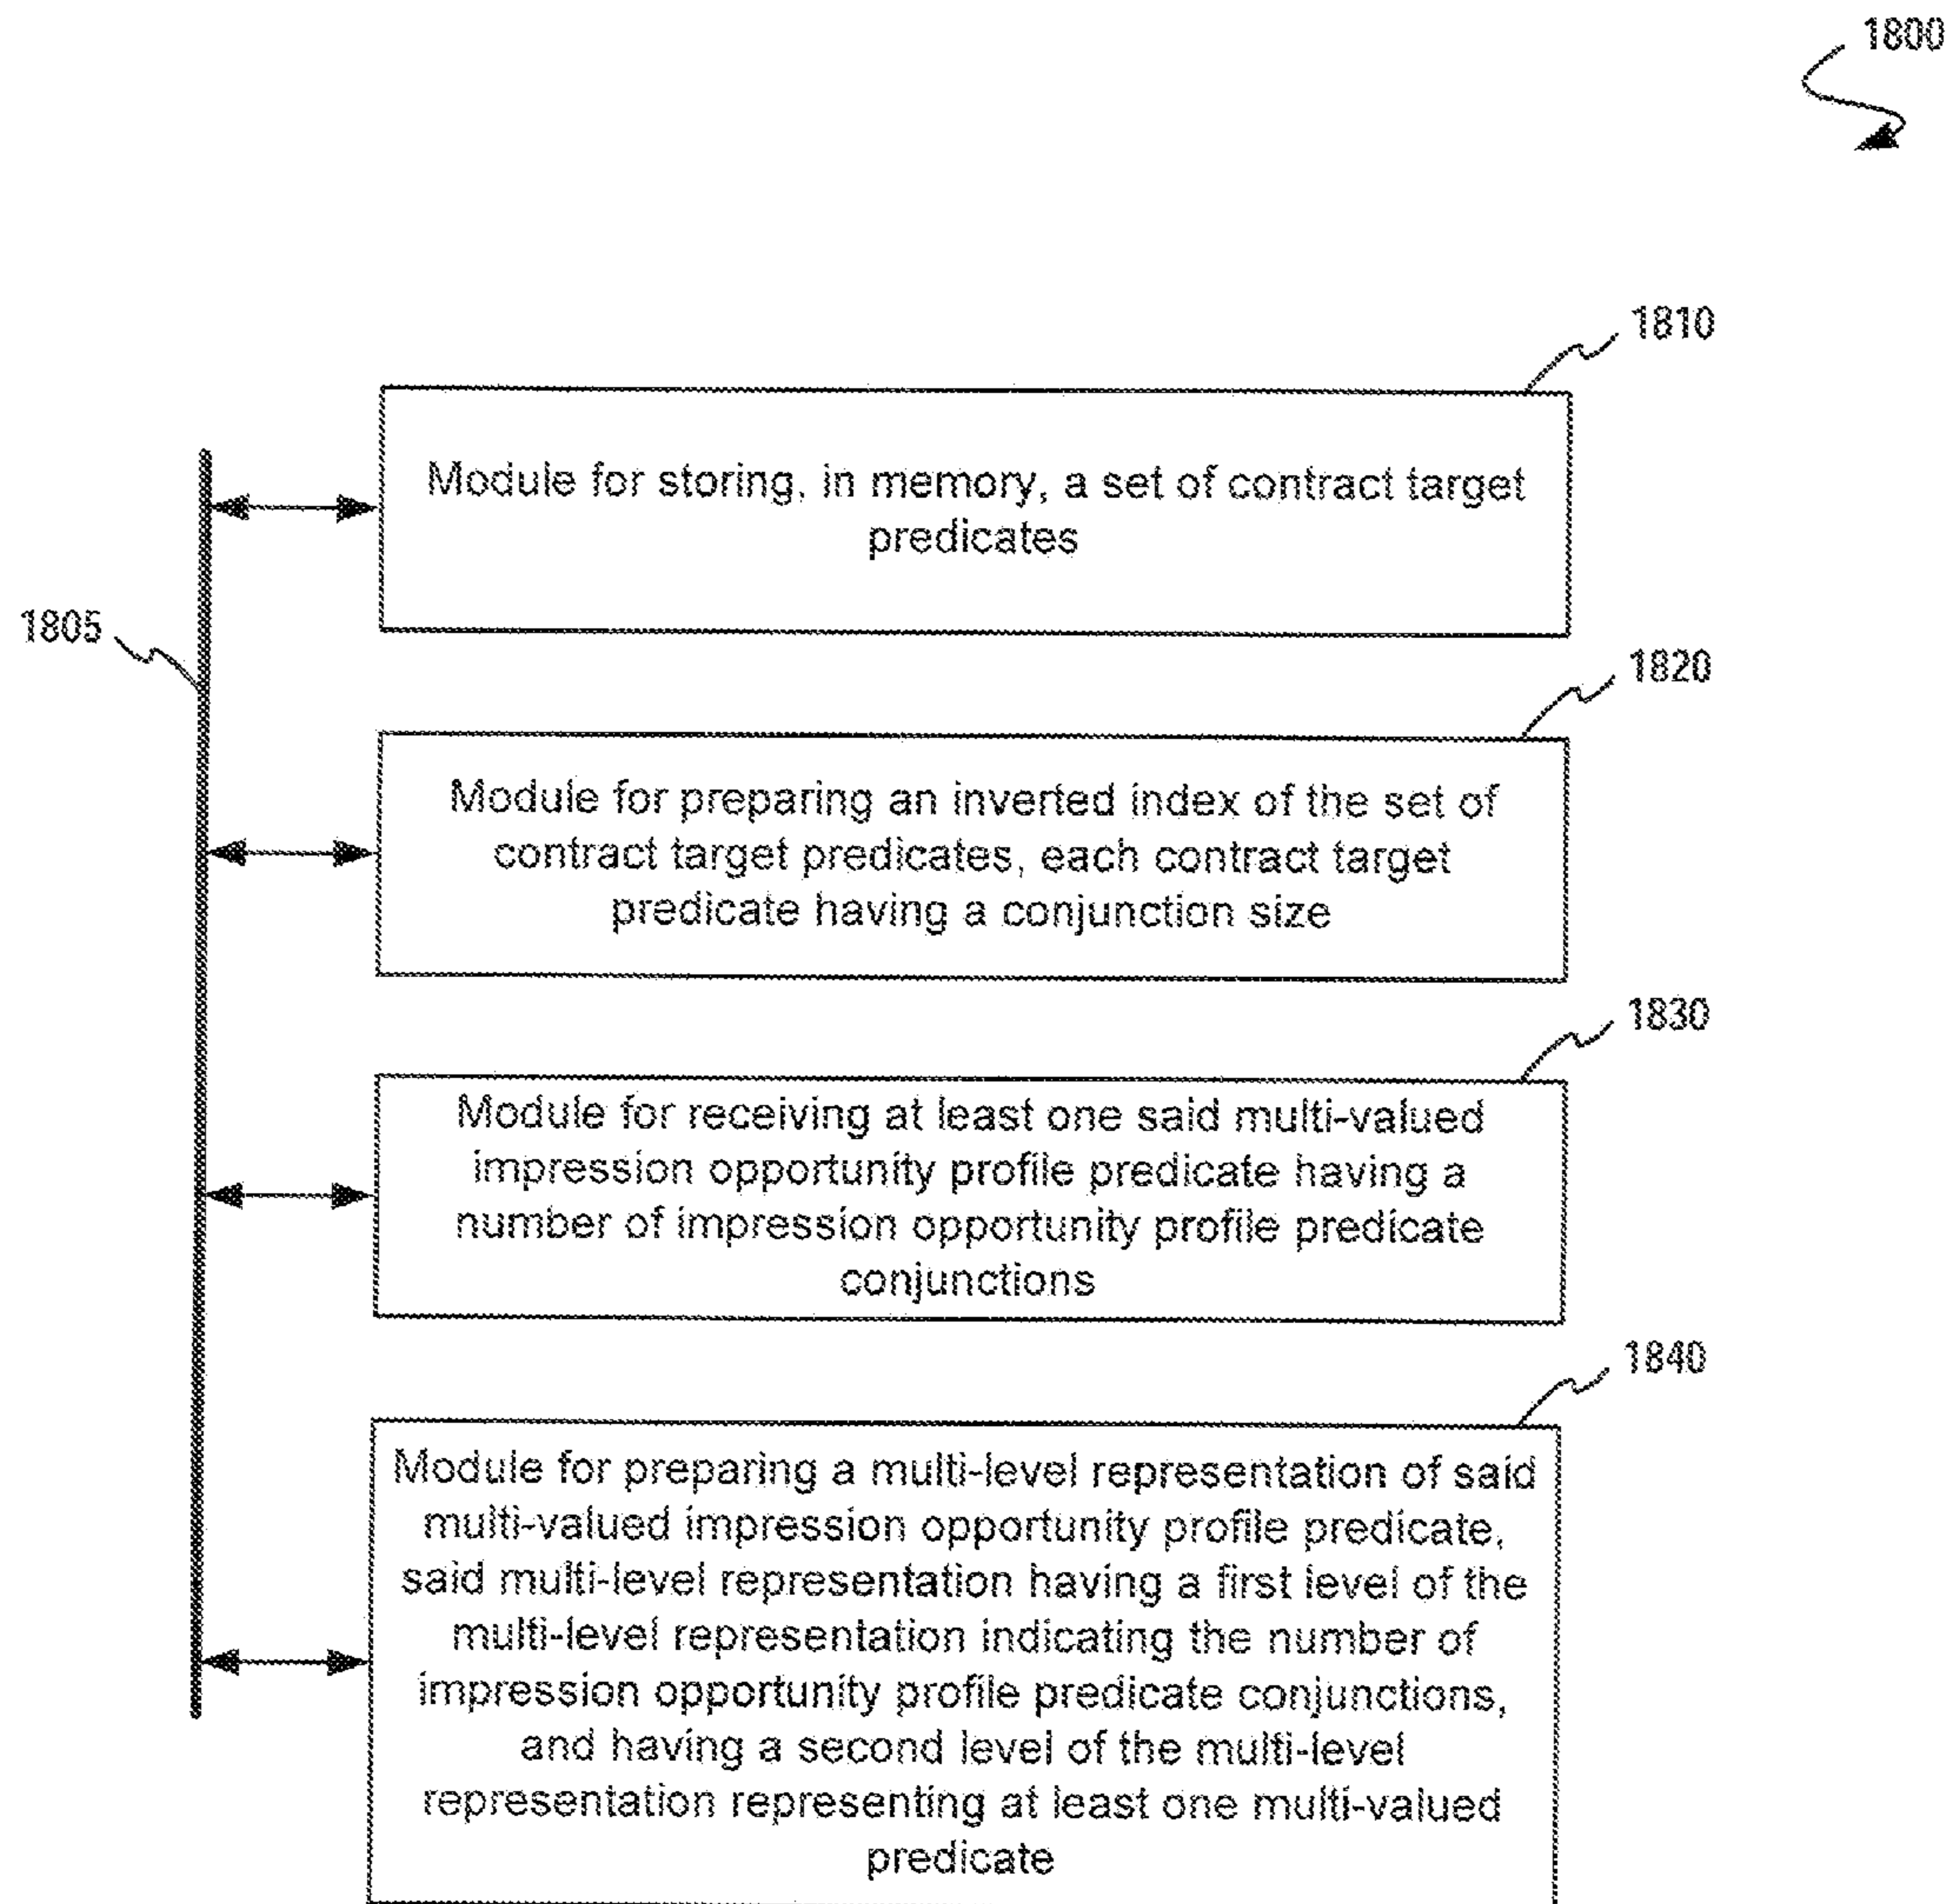 1800
1810
Module for storing, in memory, a set of contract target
predicates
1805
1820
Module for preparing an inverted index of the set of
contract target predicates, each contract target
predicate having a conjunction size
1830
Module for receiving at least one said multi-valued
impression opportunity profile predicate having a
number of impression opportunity profile predicate
conjunctions
1840
Module for preparing a multi-level representation of said
multi-valued impression opportunity profile predicate,
said multi-level representation having a first level of the
multi-level representation indicating the number of
impression opportunity profile predicate conjunctions,
and having a second level of the multi-level
representation representing at least one multi-valued
predicate